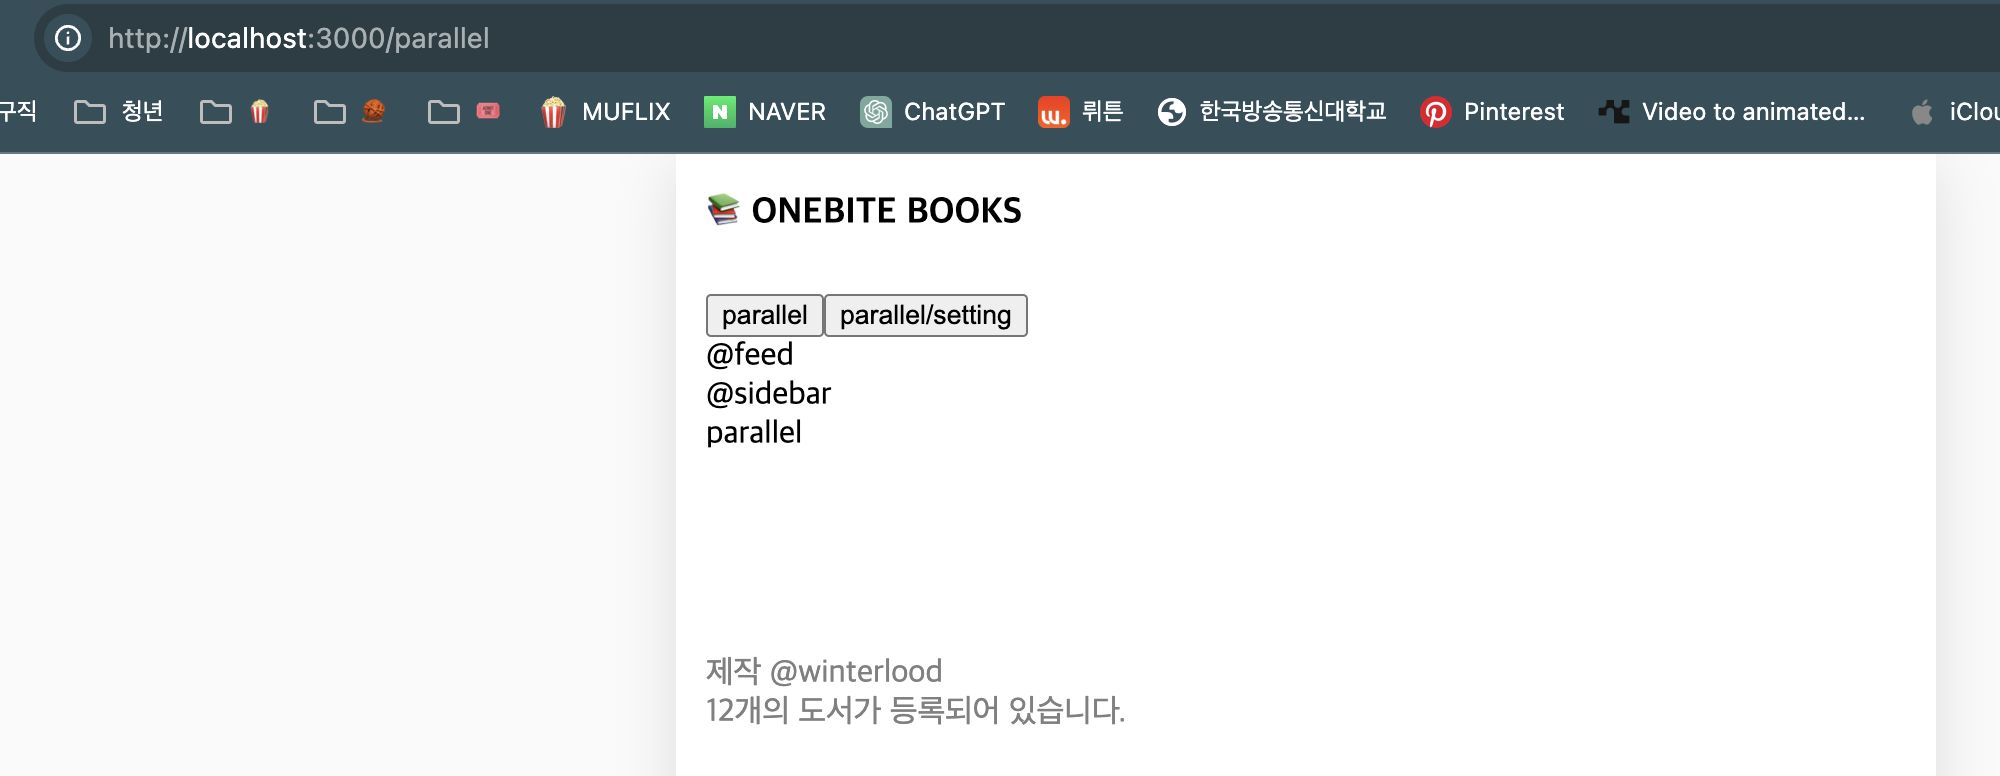 http://localhost:3000/parallel
구직 청년 MUFLIX NAVER ChatGPT 뤼튼 한국방송통신대학교 Pinterest Video to animated... iClou
ONEBITE BOOKS
parallel parallel/setting
@feed
@sidebar
parallel
제작 @winterlood
12개의 도서가 등록되어 있습니다.